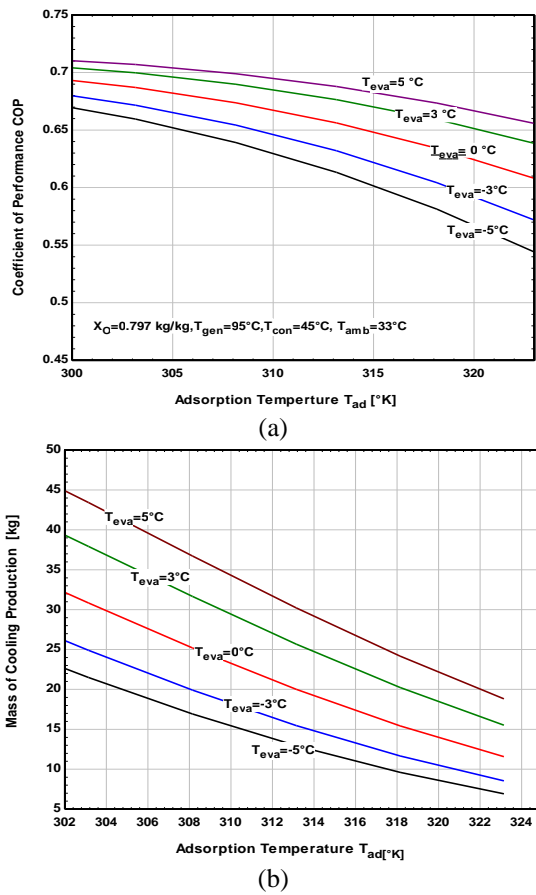 0.75
0.7
0.65
0.6
0.55
0.5
0.45
Coefficient of Performance COP
Teva=5 °C
Teva=3 °C
Teva= 0 °C
Teva=-3°C
Teva=-5°C
XO=0.797 kg/kg,Tgen=95°C,Tcon=45°C, Tamb=33°C
300 305 310 315 320
Adsorption Temperture Tad [°K]
(a)
50
45
40
35
30
25
20
15
10
5
Mass of Cooling Production [kg]
Teva=5°C
Teva=3°C
Teva=0°C
Teva=-3°C
Teva=-5°C
302 304 306 308 310 312 314 316 318 320 322 324
Adsorption Temperature Tad[°K]
(b)